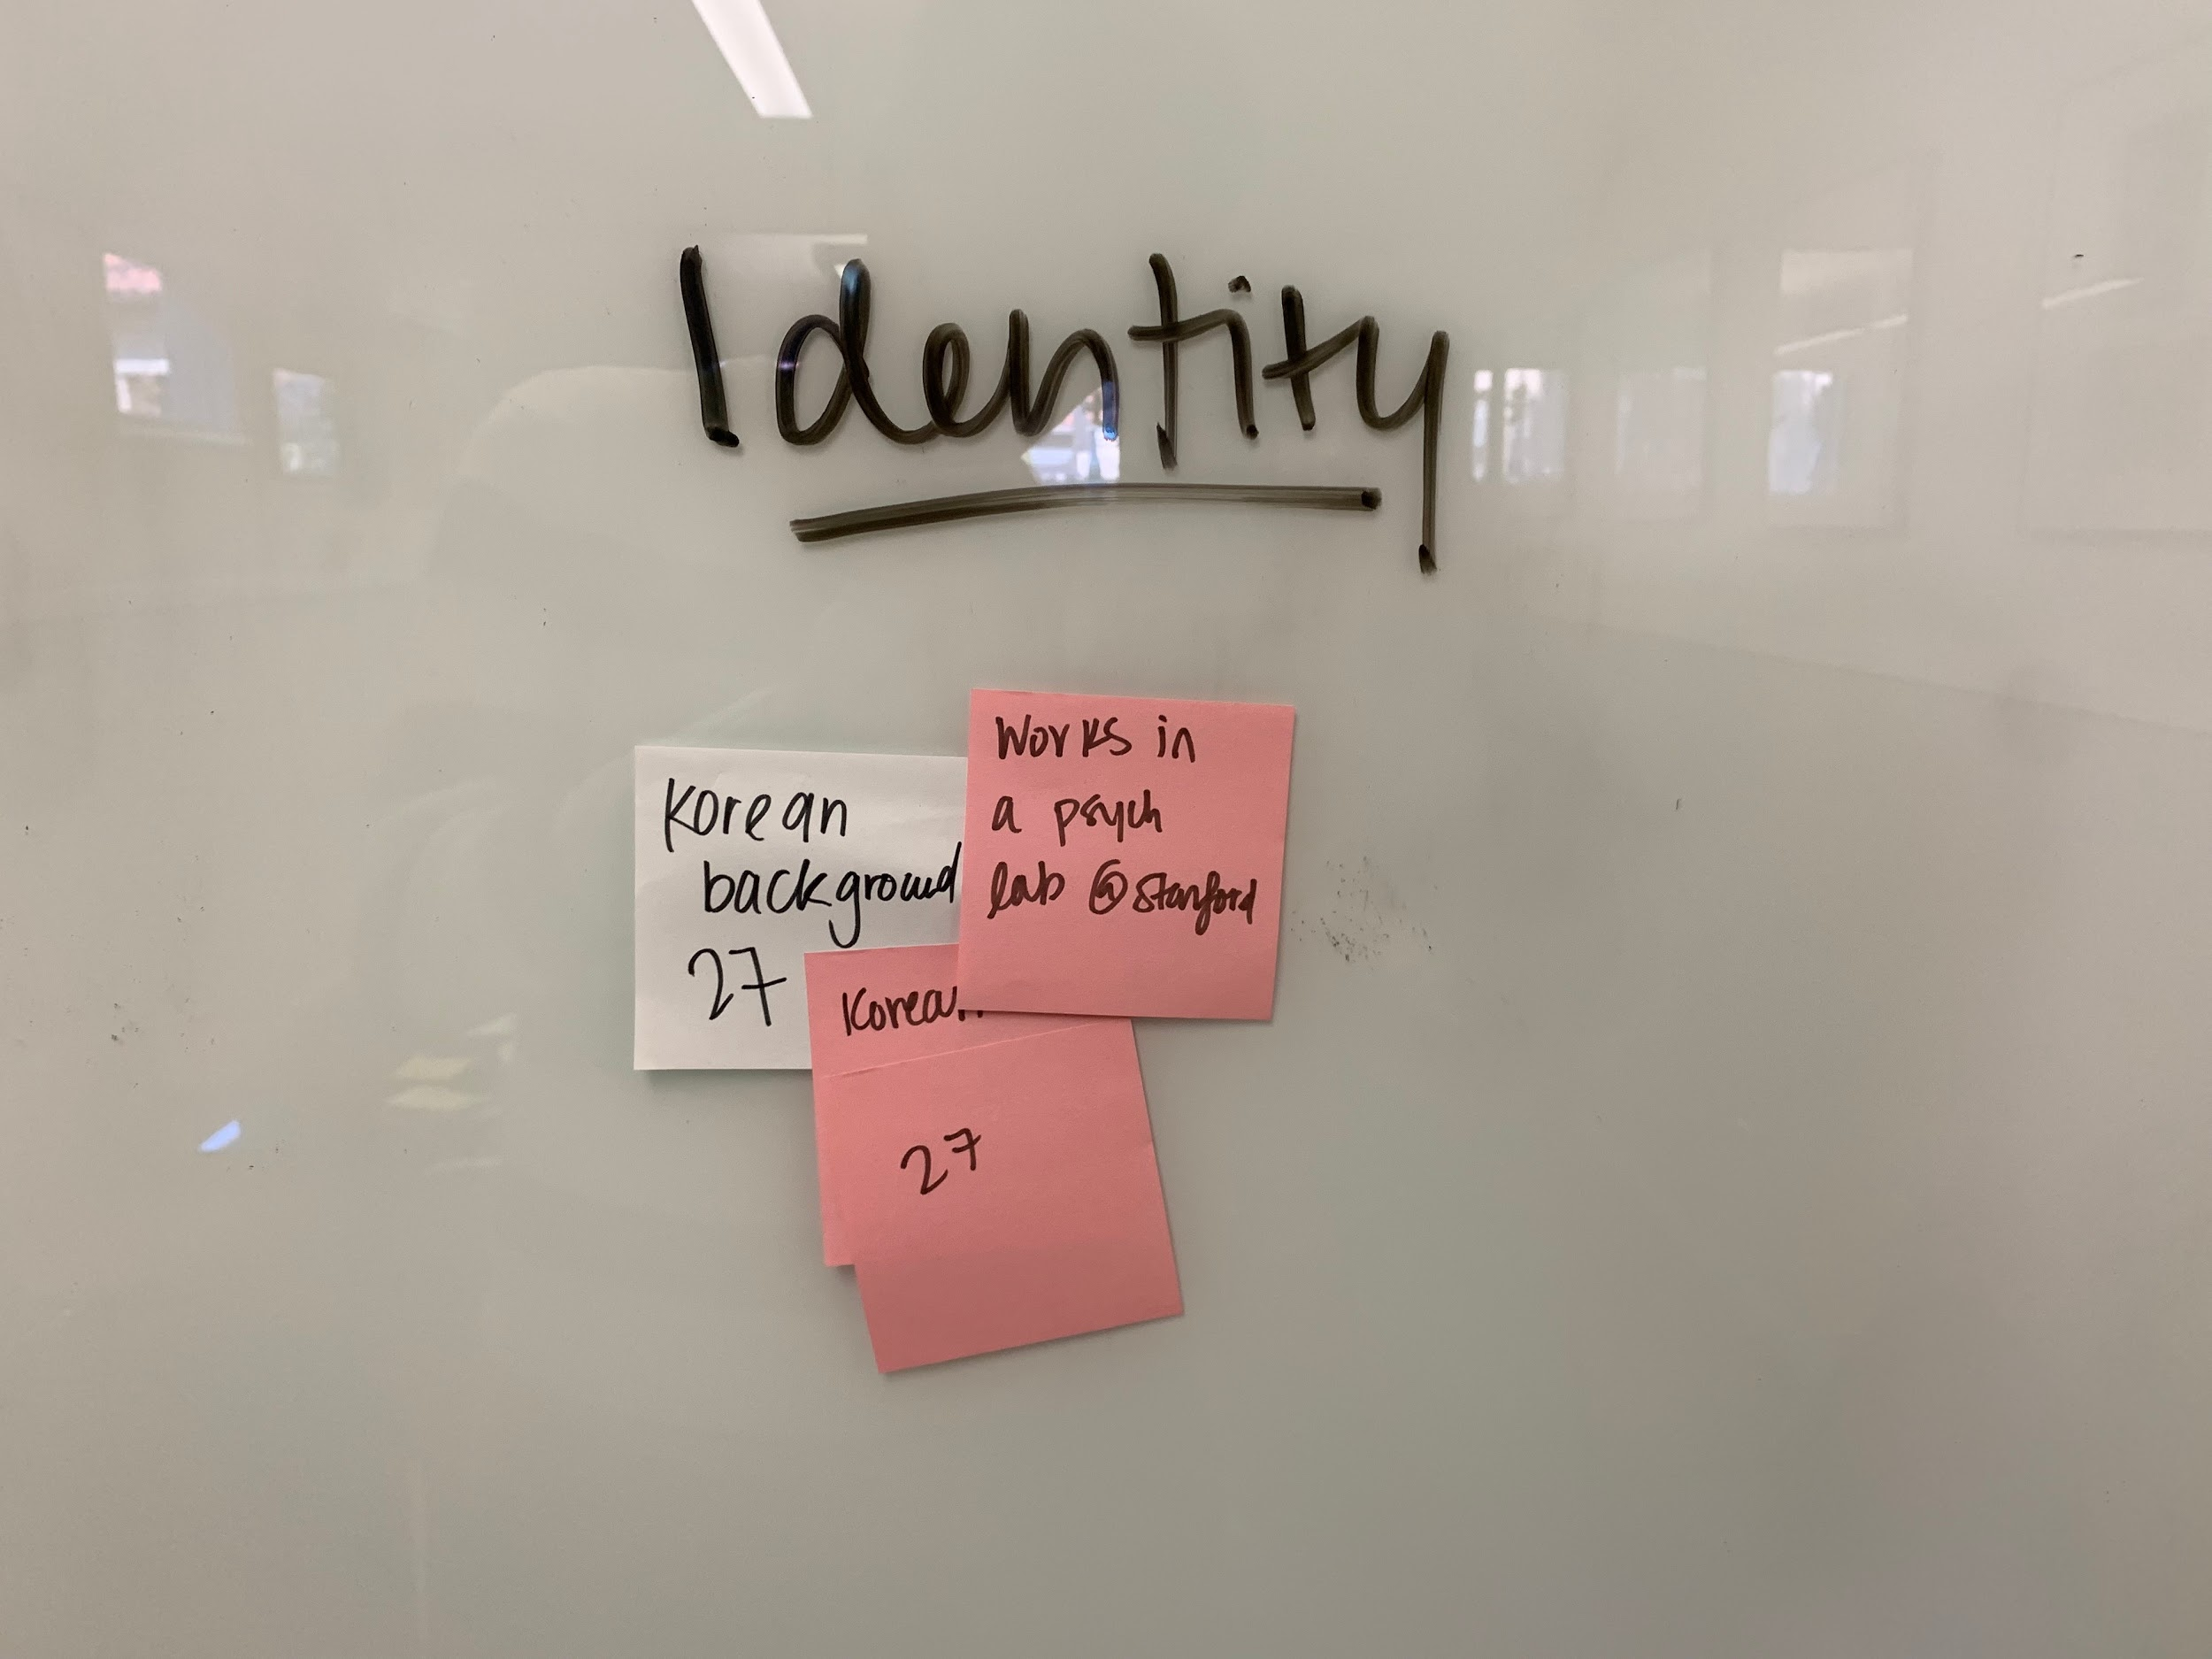 Identity
Korean
background
27
Works in
a psych
lab @stanford
Korean
27